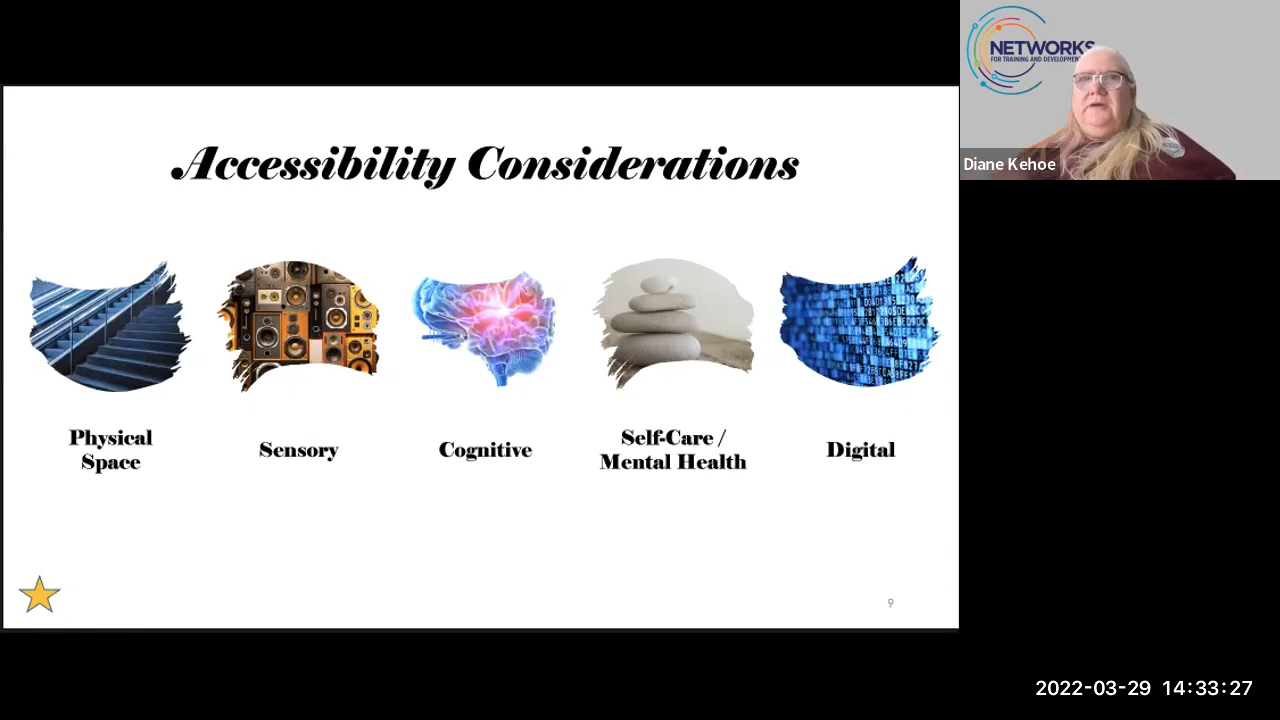 NETWORKS
FOR TRAINING AND DEVELOPMENT
Diane Kehoe
Accessibility Considerations
Physical
Space
Sensory
Cognitive
Self-Care /
Mental Health
Digital
9
2022-03-29 14:33:27